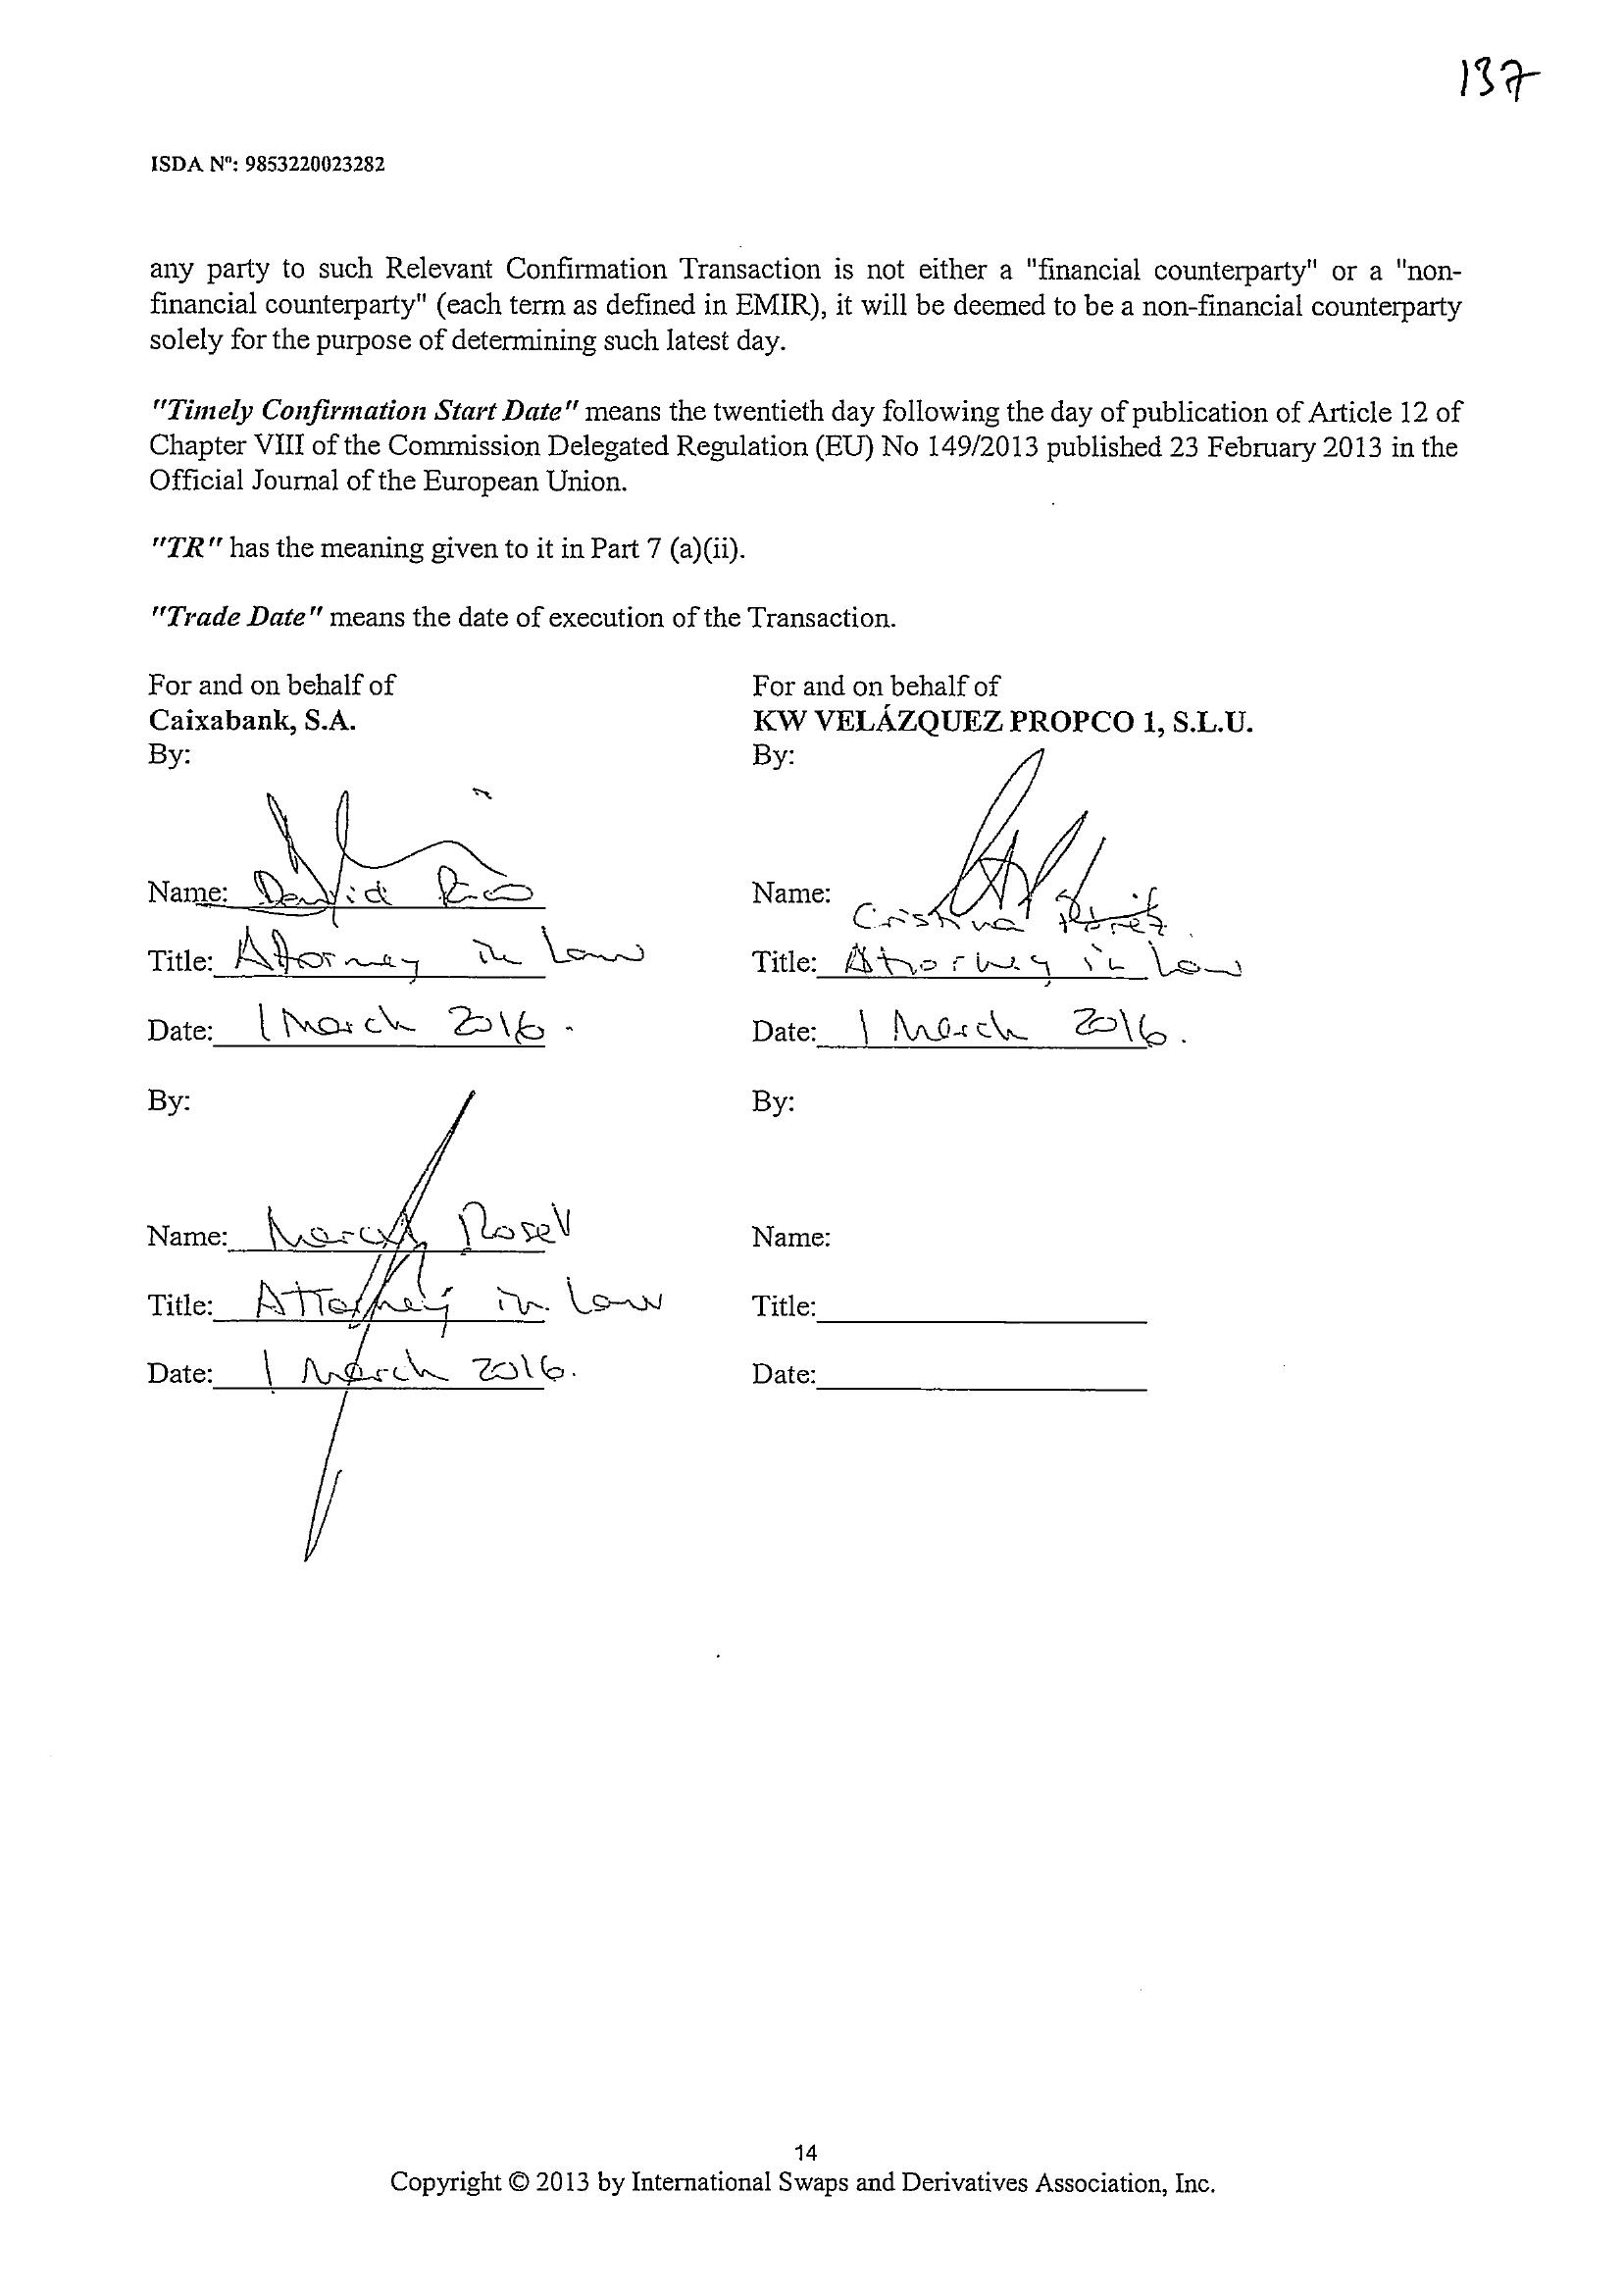 137
ISDA Nº: 9853220023282
any party to such Relevant Confirmation Transaction is not either a "financial counterparty" or a "non-
financial counterparty" (each term as defined in EMIR), it will be deemed to be a non-financial counterparty
solely for the purpose of determining such latest day.
"Timely Confirmation Start Date" means the twentieth day following the day of publication of Article 12 of
Chapter VIII of the Commission Delegated Regulation (EU) No 149/2013 published 23 February 2013 in the
Official Journal of the European Union.
"TR" has the meaning given to it in Part 7 (a)(ii).
"Trade Date" means the date of execution of the Transaction.
For and on behalf of
Caixabank, S.A.
By:
Name: David Rico
Title: Attorney in law
Date: 1 March 2016.
By:
Name: Rosell
Title: Attorney in law
Date: 1 March 2016.
For and on behalf of
KW VELÁZQUEZ PROPCO 1, S.L.U.
By:
Name: Cristina
Title: Attorney in law
Date: 1 March 2016.
By:
Name:
Title:
Date:
14
Copyright © 2013 by International Swaps and Derivatives Association, Inc.